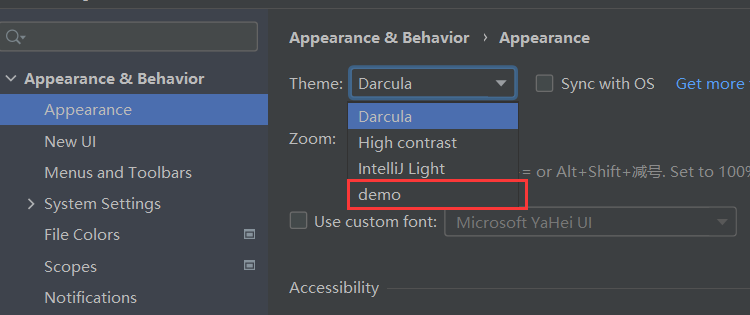 Appearance & Behavior › Appearance
Appearance & Behavior
Theme: Darcula Sync with OS Get more
Appearance
Darcula
New UI
Zoom: High contrast
Menus and Toolbars
IntelliJ Light
= or Alt+Shift+减号. Set to 100%
demo
System Settings
Use custom font: Microsoft YaHei UI
File Colors
Scopes
Accessibility
Notifications